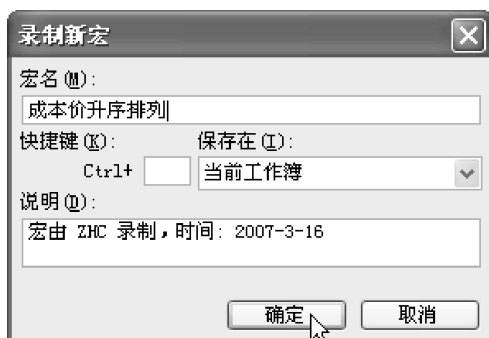 录制新宏
宏名(M):
成本价升序排列
快捷键(K): 保存在(I):
Ctrl+ 当前工作簿
说明(D):
宏由 ZHC 录制，时间: 2007-3-16
确定 取消